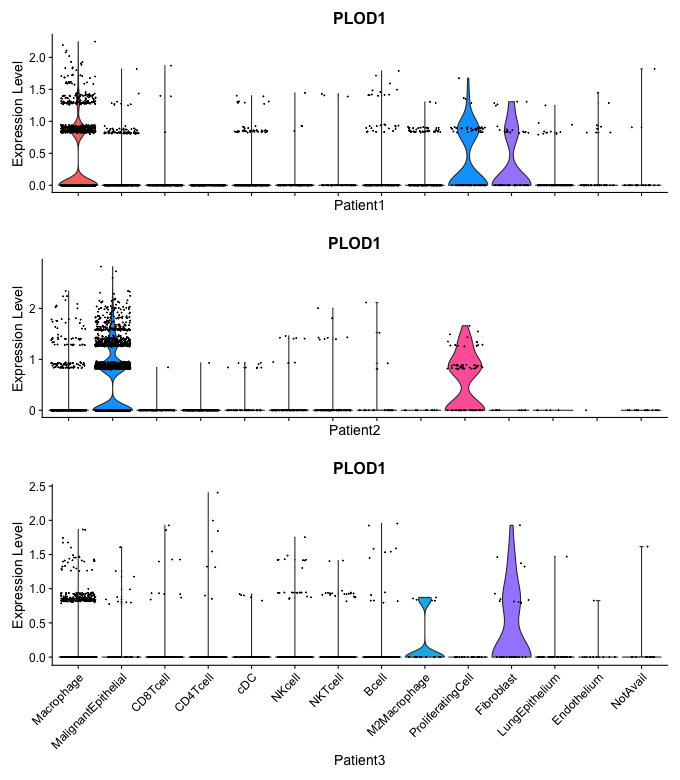 PLOD1
Expression Level
2.0
1.5
1.0
0.5
0.0
Patient1
PLOD1
Expression Level
2
1
0
Patient2
PLOD1
Expression Level
2.5
2.0
1.5
1.0
0.5
0.0
Macrophage
MalignantEpithelial
CD8Tcell
CD4Tcell
cDC
NKcell
NKTcell
Bcell
M2Macrophage
ProliferatingCell
Fibroblast
LungEpithelium
Endothelium
NotAvail
Patient3